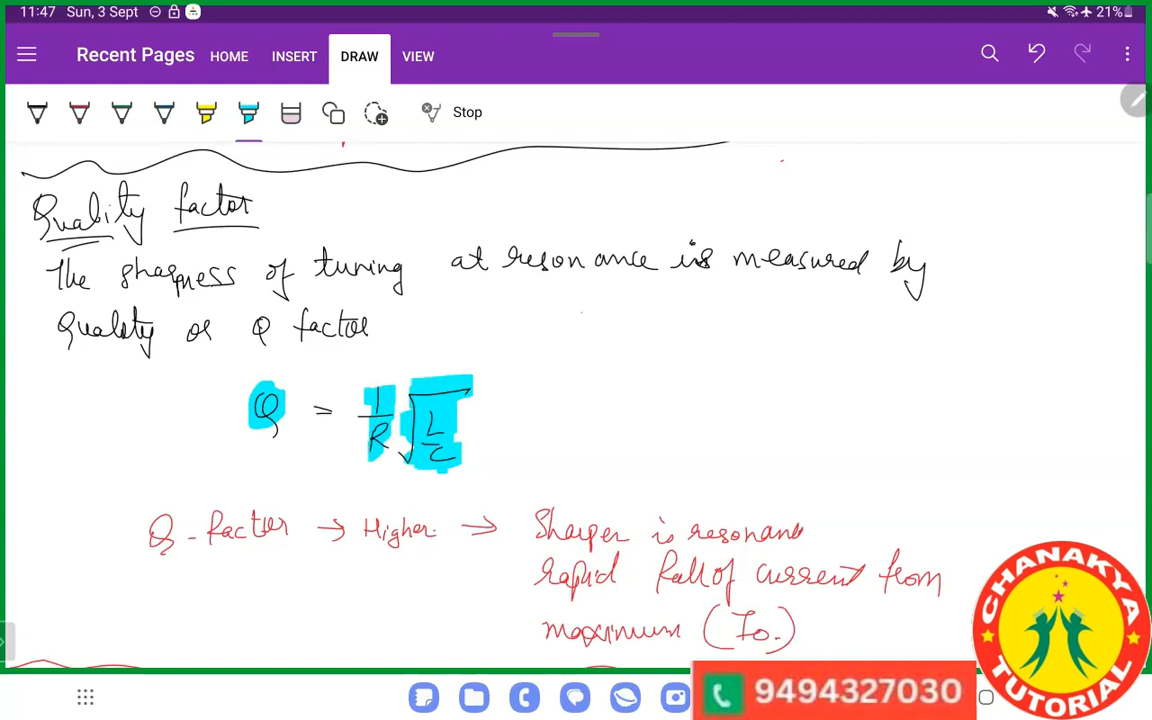 11:47 Sun, 3 Sept 21%
Recent Pages HOME INSERT DRAW VIEW
Stop
Quality factor
The sharpness of tuning at resonance is measured by
Quality or Q factor
Q = 1/R √(L/C)
Q - factor → Higher. → Sharper is resonance
rapid fall of current from
maximum (Io.)
CHANAKYA
TUTORIAL
9494327030